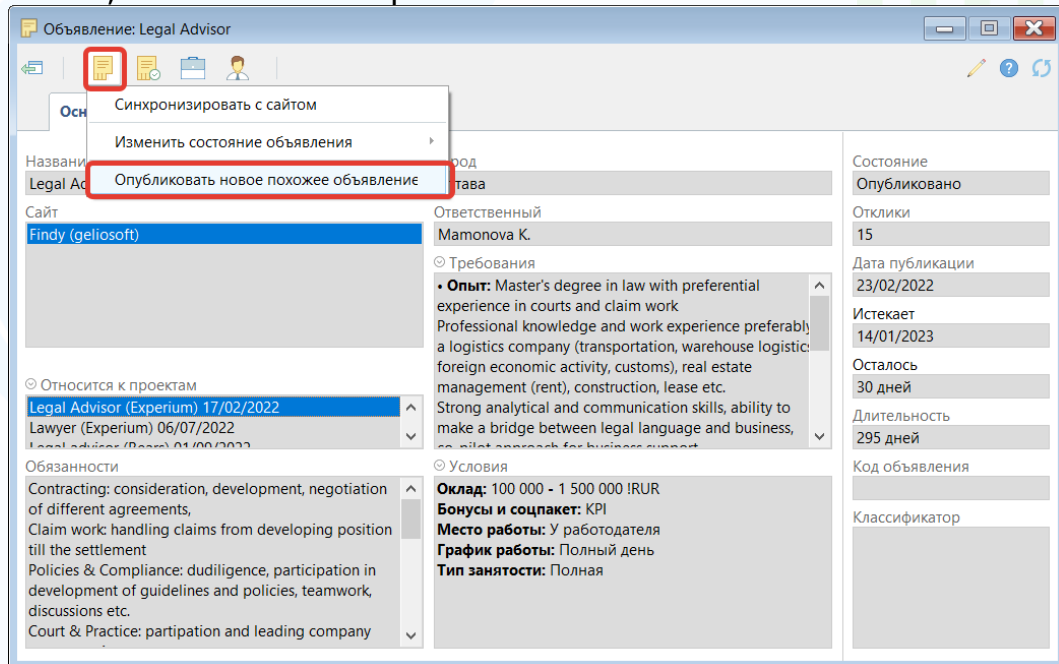 Объявление: Legal Advisor
Синхронизировать с сайтом
Изменить состояние объявления
Опубликовать новое похожее объявление
Сайт
Findy (geliosoft)
Относится к проектам
Legal Advisor (Experium) 17/02/2022
Lawyer (Experium) 06/07/2022
Обязанности
Contracting: consideration, development, negotiation
of different agreements,
Claim work: handling claims from developing position
till the settlement
Policies & Compliance: dudiligence, participation in
development of guidelines and policies, teamwork,
discussions etc.
Court & Practice: partipation and leading company
Ответственный
Mamonova K.
Требования
• Опыт: Master's degree in law with preferential
experience in courts and claim work
Professional knowledge and work experience preferably
a logistics company (transportation, warehouse logistic
foreign economic activity, customs), real estate
management (rent), construction, lease etc.
Strong analytical and communication skills, ability to
make a bridge between legal language and business,
Условия
Оклад: 100 000 - 1 500 000 !RUR
Бонусы и соцпакет: KPI
Место работы: У работодателя
График работы: Полный день
Тип занятости: Полная
Состояние
Опубликовано
Отклики
15
Дата публикации
23/02/2022
Истекает
14/01/2023
Осталось
30 дней
Длительность
295 дней
Код объявления
Классификатор